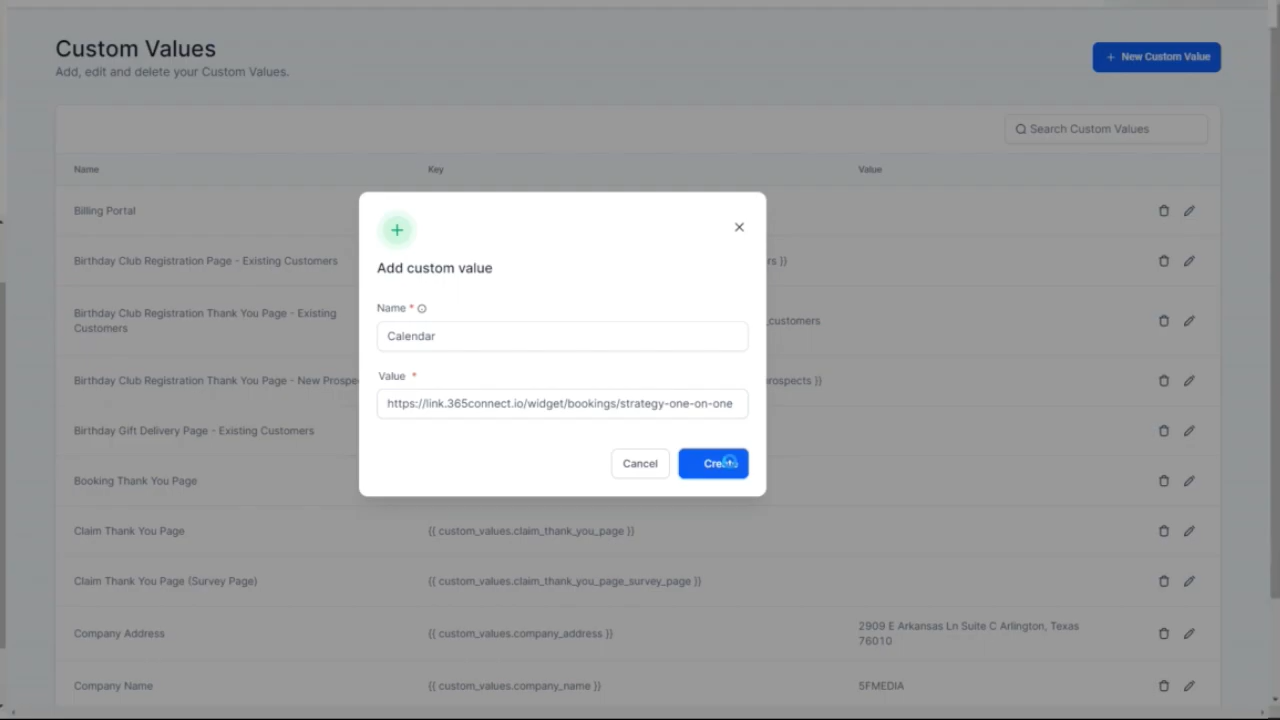 Custom Values
Add, edit and delete your Custom Values.
+ New Custom Value
Search Custom Values
Name Key Value
Billing Portal
Birthday Club Registration Page - Existing Customers
}}
Birthday Club Registration Thank You Page - Existing
Customers
_customers
Birthday Club Registration Thank You Page - New
}}
Birthday Gift Delivery Page - Existing Customers
Booking Thank You Page
Claim Thank You Page {{ custom_values.claim_thank_you_page }}
Claim Thank You Page (Survey Page) {{ custom_values.claim_thank_you_page_survey_page }}
Company Address {{ custom_values.company_address }} 2909 E Arkansas Ln Suite C Arlington, Texas
76010
Company Name {{ custom_values.company_name }} 5FMEDIA
Add custom value
Name *
Calendar
Value *
https://link.365connect.io/widget/bookings/strategy-one-on-one
Cancel Create